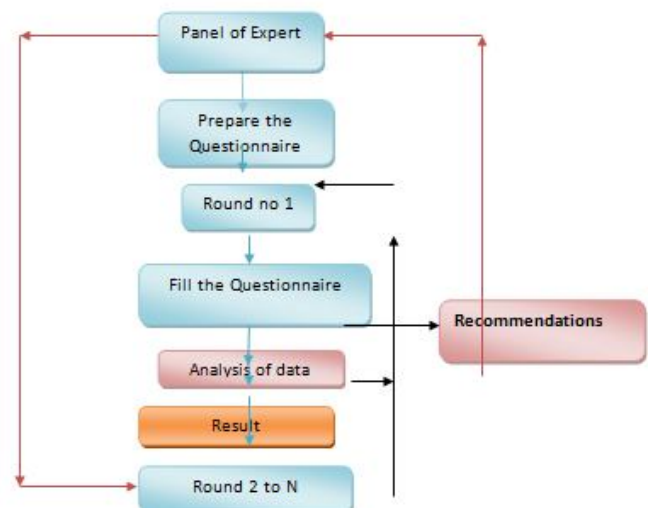 Panel of Expert
Prepare the
Questionnaire
Round no 1
Fill the Questionnaire
Recommendations
Analysis of data
Result
Round 2 to N